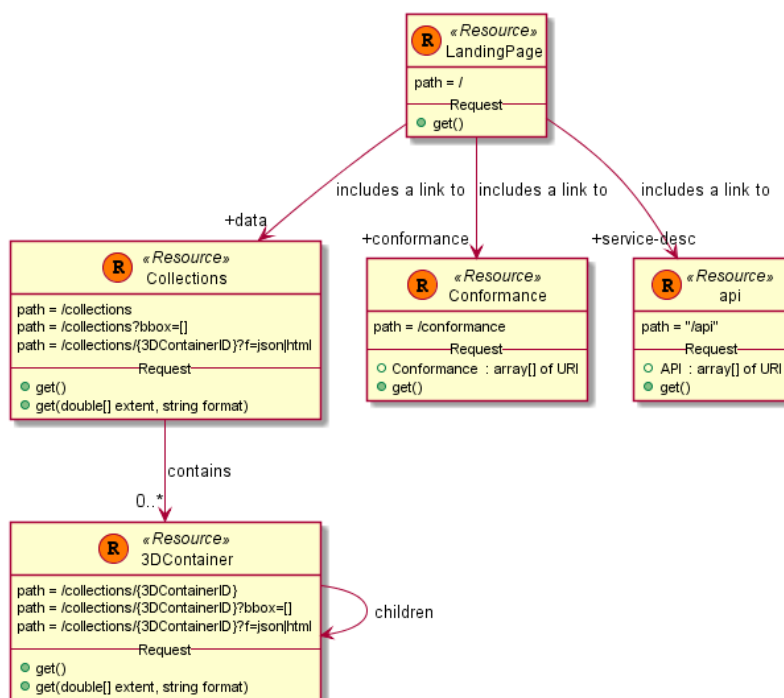 R «Resource»
LandingPage
path = /
Request
get()
includes a link to
includes a link to
includes a link to
+data
+conformance
+service-desc
R «Resource»
Collections
path = /collections
path = /collections?bbox=[]
path = /collections/{3DContainerID}?f=json|html
Request
get()
get(double[] extent, string format)
R «Resource»
Conformance
path = /conformance
Request
Conformance : array[] of URI
get()
R «Resource»
api
path = "/api"
Request
API : array[] of URI
get()
contains
0..*
R «Resource»
3DContainer
path = /collections/{3DContainerID}
path = /collections/{3DContainerID}?bbox=[]
path = /collections/{3DContainerID}?f=json|html
Request
get()
get(double[] extent, string format)
children